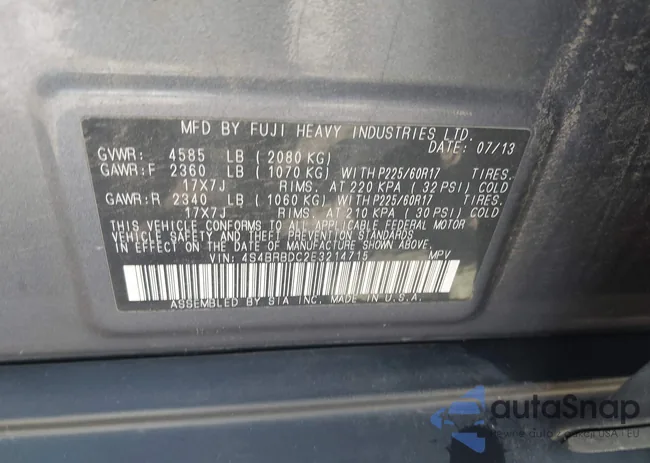 MFD BY FUJI HEAVY INDUSTRIES LTD.
DATE: 07/13
GVWR: 4585 LB (2080 KG)
GAWR:F 2360 LB (1070 KG) WITH P225/60R17 TIRES.
17X7J RIMS. AT 220 KPA (32 PSI) COLD
GAWR:R 2340 LB (1060 KG) WITH P225/60R17 TIRES.
17X7J RIMS. AT 210 KPA (30 PSI) COLD
THIS VEHICLE CONFORMS TO ALL APPLICABLE FEDERAL MOTOR
VEHICLE SAFETY AND THEFT PREVENTION STANDARDS
IN EFFECT ON THE DATE OF MANUFACTURE SHOWN ABOVE.
VIN: 4S4BRBDC2E3214715 MPV
ASSEMBLED BY SIA INC. MADE IN U.S.A.
autoSnap
auto USA EU